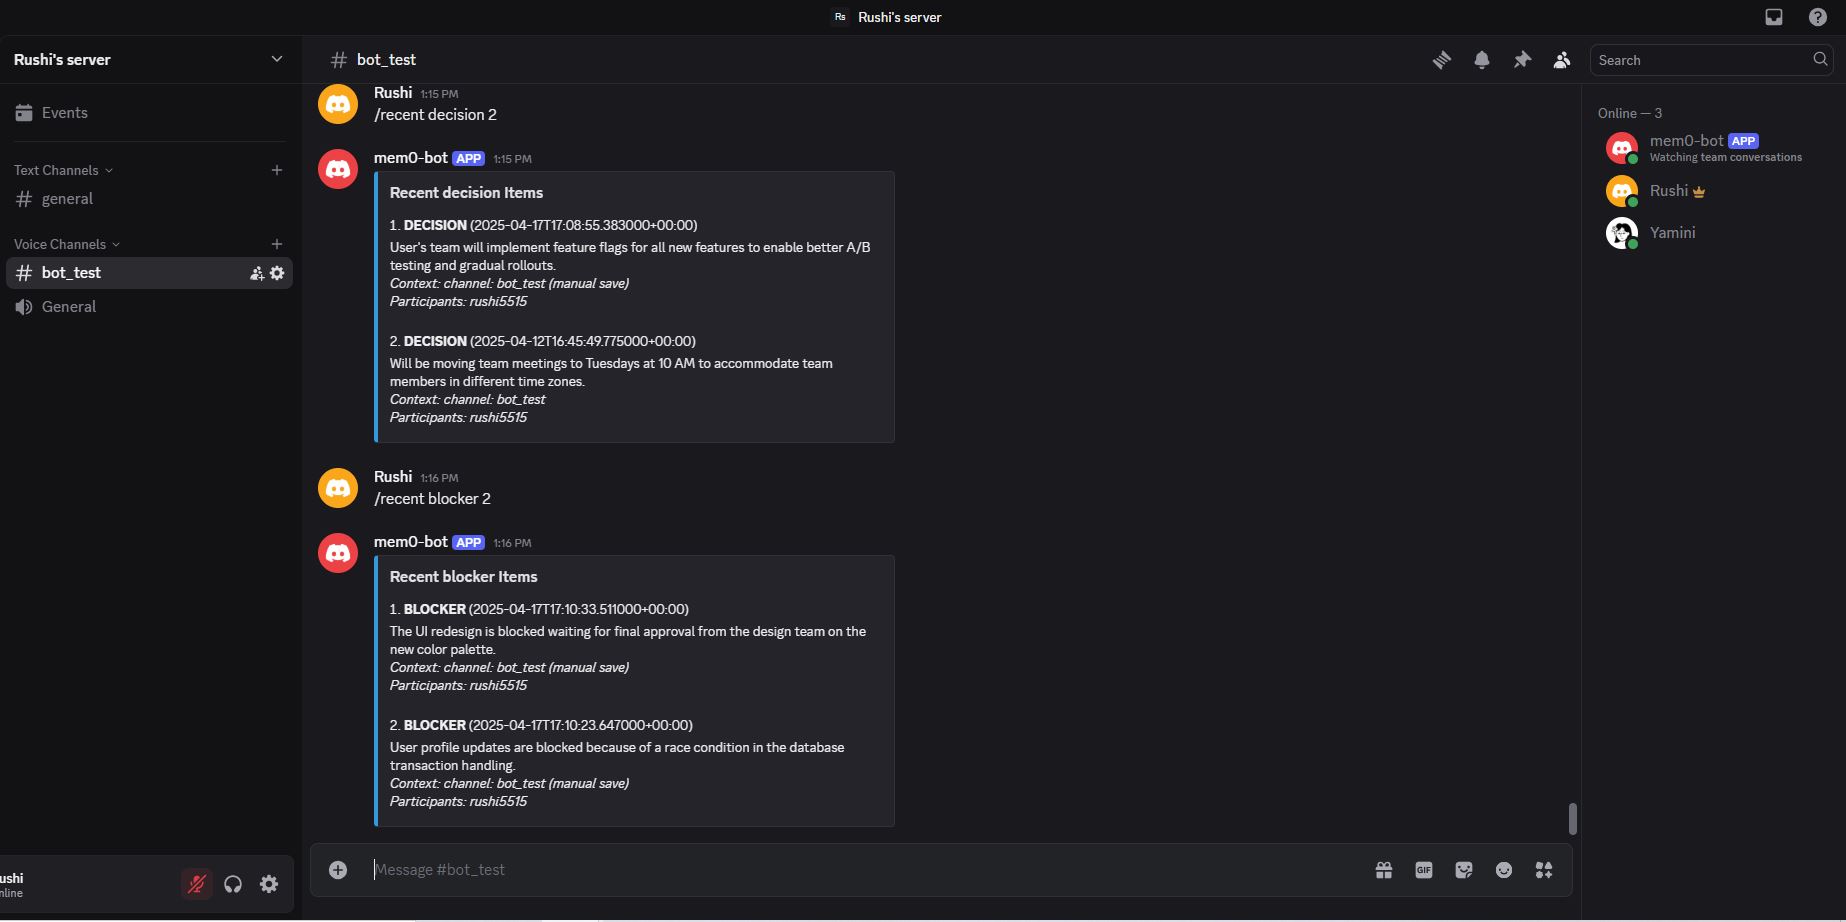 Rs Rushi's server
Rushi's server
Events
Text Channels
general
Voice Channels
bot_test
General
ushi
nline
# bot_test
Search
Rushi 1:15 PM
/recent decision 2
mem0-bot APP 1:15 PM
Recent decision Items
1. DECISION (2025-04-17T17:08:55.383000+00:00)
User's team will implement feature flags for all new features to enable better A/B
testing and gradual rollouts.
Context: channel: bot_test (manual save)
Participants: rushi5515
2. DECISION (2025-04-12T16:45:49.775000+00:00)
Will be moving team meetings to Tuesdays at 10 AM to accommodate team
members in different time zones.
Context: channel: bot_test
Participants: rushi5515
Rushi 1:16 PM
/recent blocker 2
mem0-bot APP 1:16 PM
Recent blocker Items
1. BLOCKER (2025-04-17T17:10:33.511000+00:00)
The UI redesign is blocked waiting for final approval from the design team on the
new color palette.
Context: channel: bot_test (manual save)
Participants: rushi5515
2. BLOCKER (2025-04-17T17:10:23.647000+00:00)
User profile updates are blocked because of a race condition in the database
transaction handling.
Context: channel: bot_test (manual save)
Participants: rushi5515
Message #bot_test
GIF
Online — 3
mem0-bot APP
Watching team conversations
Rushi
Yamini